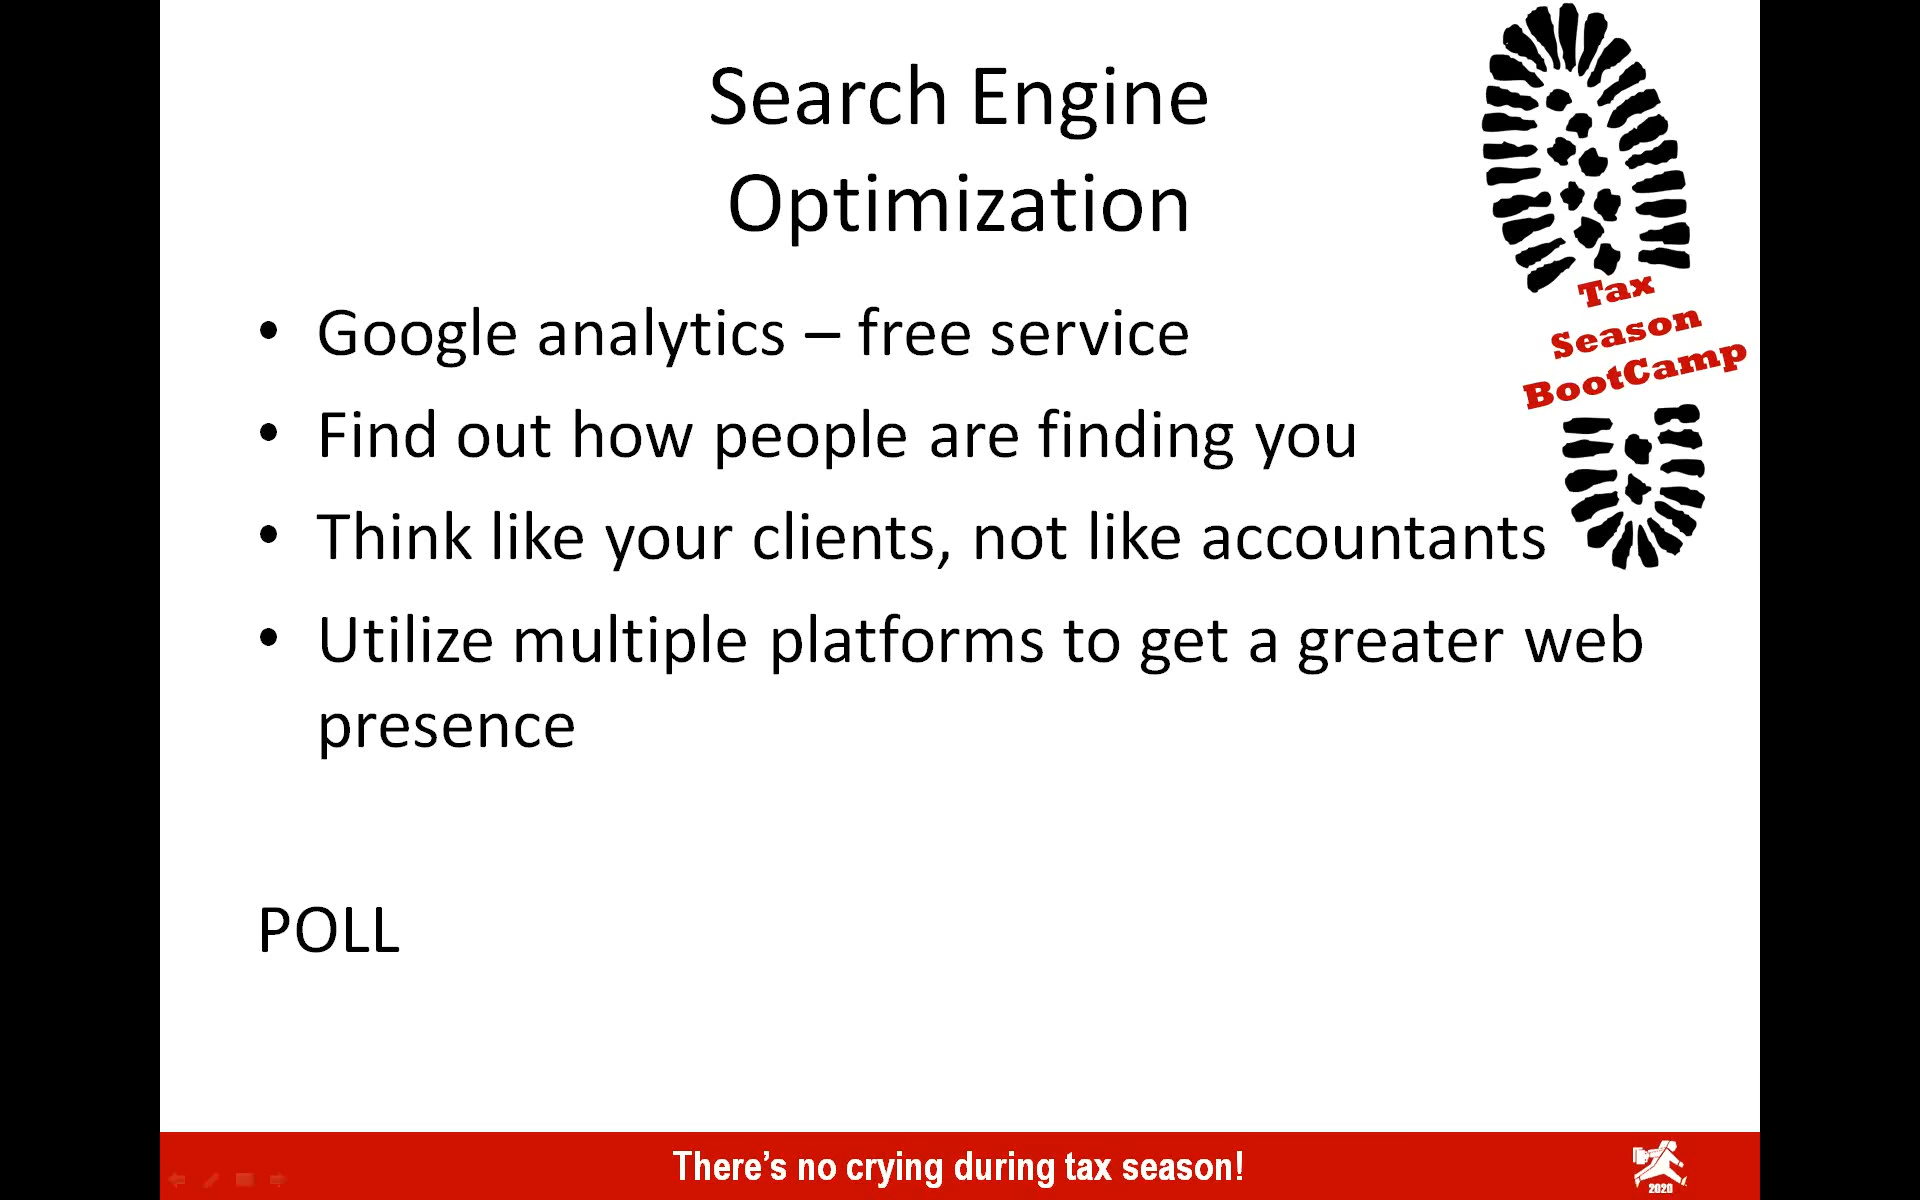 Search Engine
Optimization
• Google analytics – free service
• Find out how people are finding you
• Think like your clients, not like accountants
• Utilize multiple platforms to get a greater web
presence
POLL
Tax
Season
BootCamp
There’s no crying during tax season!
2020